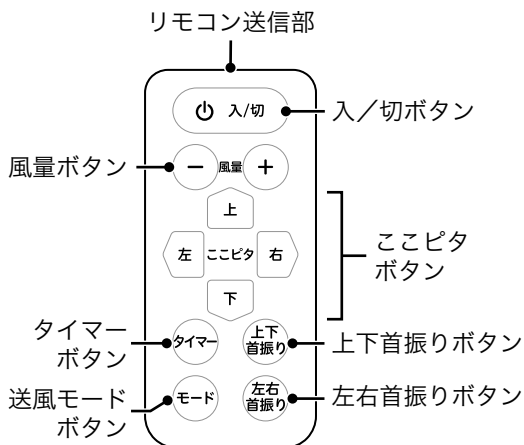 リモコン送信部
入/切
入／切ボタン
風量ボタン
風量
上
左
ここピタ
右
下
ここピタ
ボタン
タイマー
ボタン
タイマー
上下
首振り
上下首振りボタン
送風モード
ボタン
モード
左右
首振り
左右首振りボタン